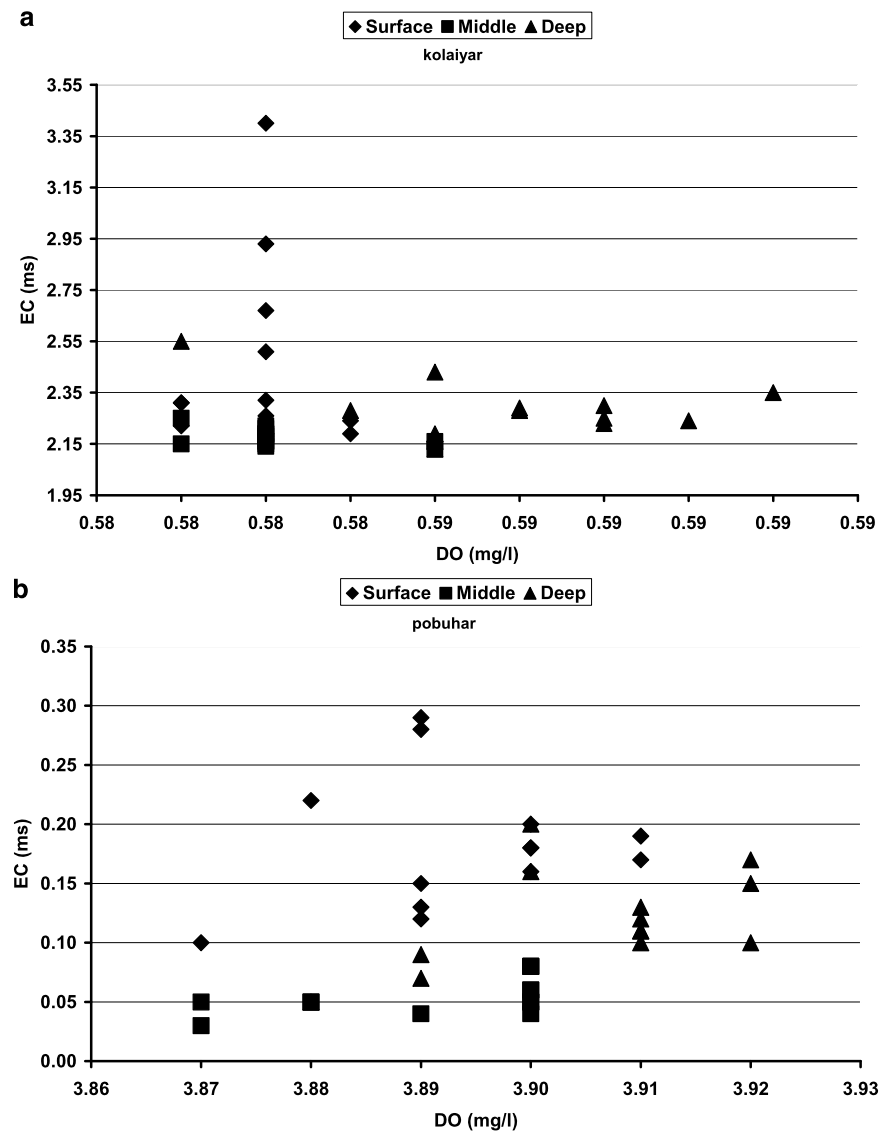 a
Surface Middle Deep
kolaiyar
3.55
3.35
3.15
2.95
2.75
2.55
2.35
2.15
1.95
EC (ms)
0.58 0.58 0.58 0.58 0.59 0.59 0.59 0.59 0.59 0.59
DO (mg/l)
b
Surface Middle Deep
pobuhar
0.35
0.30
0.25
0.20
0.15
0.10
0.05
0.00
EC (ms)
3.86 3.87 3.88 3.89 3.90 3.91 3.92 3.93
DO (mg/l)